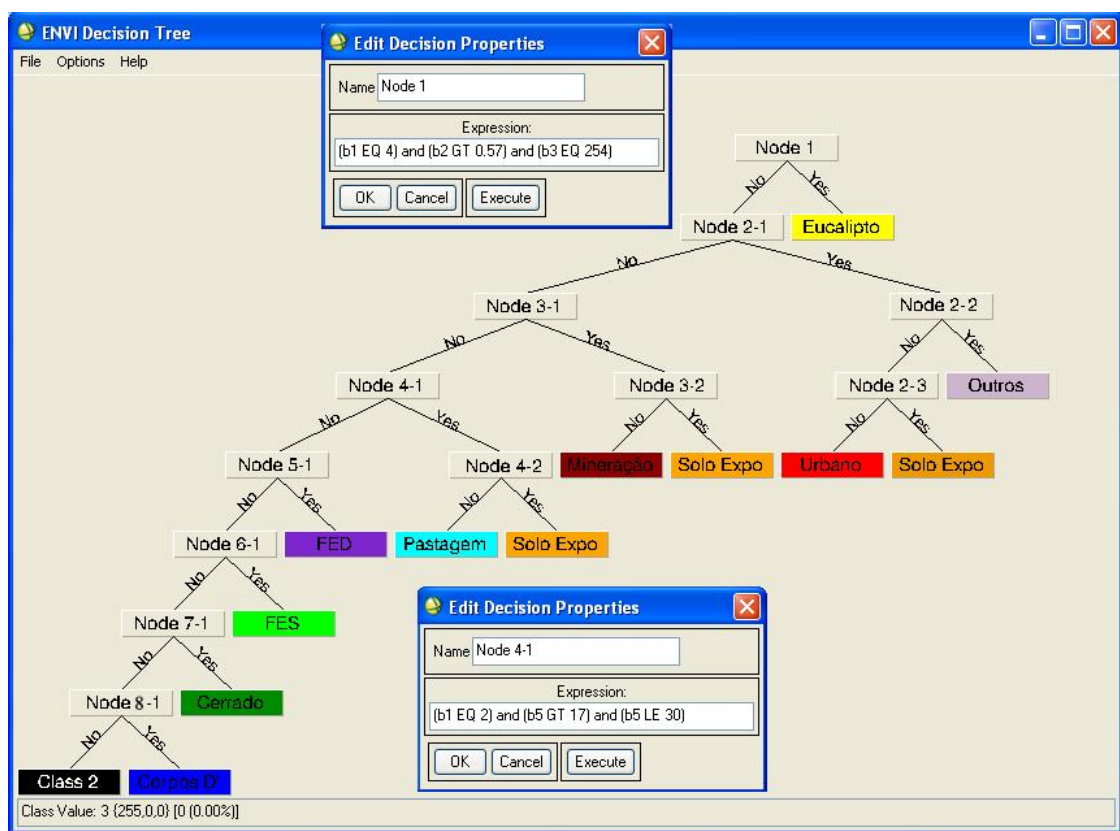 ENVI Decision Tree
File Options Help
Edit Decision Properties
Name Node 1
Expression:
(b1 EQ 4) and (b2 GT 0.57) and (b3 EQ 254)
OK Cancel Execute
Node 1
No Yes
Node 2-1 Eucalipto
No Yes
Node 3-1 Node 2-2
No Yes No Yes
Node 4-1 Node 3-2 Node 2-3 Outros
No Yes No Yes No Yes
Node 5-1 Node 4-2 Mineração Solo Expo Urbano Solo Expo
No Yes No Yes
Node 6-1 FED Pastagem Solo Expo
No Yes
Node 7-1 FES
No Yes
Node 8-1 Cerrado
No Yes
Class 2 Corpos D'
Edit Decision Properties
Name Node 4-1
Expression:
(b1 EQ 2) and (b5 GT 17) and (b5 LE 30)
OK Cancel Execute
Class Value: 3 {255,0,0} [0 (0.00%)]